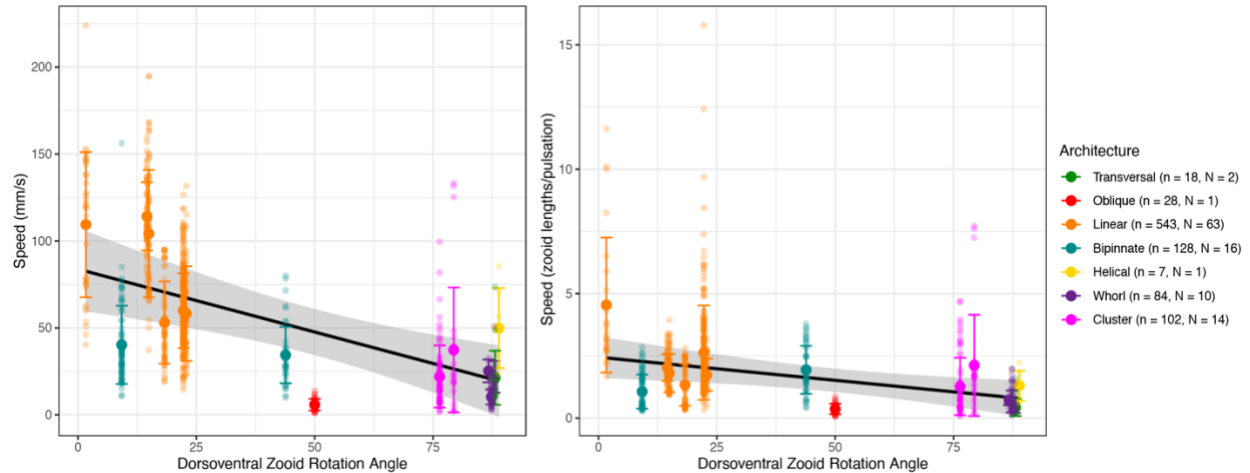 200
150
100
50
0
Speed (mm/s)
0
25
50
75
Dorsoventral Zooid Rotation Angle
15
10
5
0
Speed (zooid lengths/pulsation)
0
25
50
75
Dorsoventral Zooid Rotation Angle
Architecture
Transversal (n = 18, N = 2)
Oblique (n = 28, N = 1)
Linear (n = 543, N = 63)
Bipinnate (n = 128, N = 16)
Helical (n = 7, N = 1)
Whorl (n = 84, N = 10)
Cluster (n = 102, N = 14)